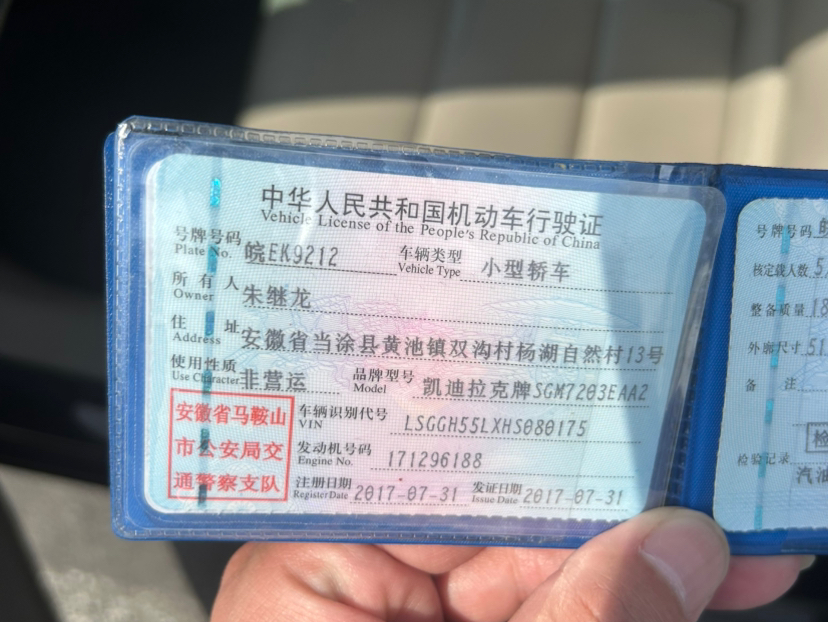 中华人民共和国机动车行驶证
Vehicle License of the People's Republic of China
号牌号码 皖EK9212 车辆类型 小型轿车
Plate No. Vehicle Type
所有人 朱继龙
Owner
住址 安徽省当涂县黄池镇双沟村杨湖自然村13号
Address
使用性质 非营运 品牌型号 凯迪拉克牌SGM7203EAA2
Use Character Model
安徽省马鞍山
市公安局交
通警察支队
车辆识别代号 LSGGH55LXHS080175
VIN
发动机号码 171296188
Engine No.
注册日期 2017-07-31 发证日期 2017-07-31
Register Date Issue Date
号牌号码 皖
核定载人数 5
整备质量 18
外廓尺寸 51
备注
检
检验记录
汽油